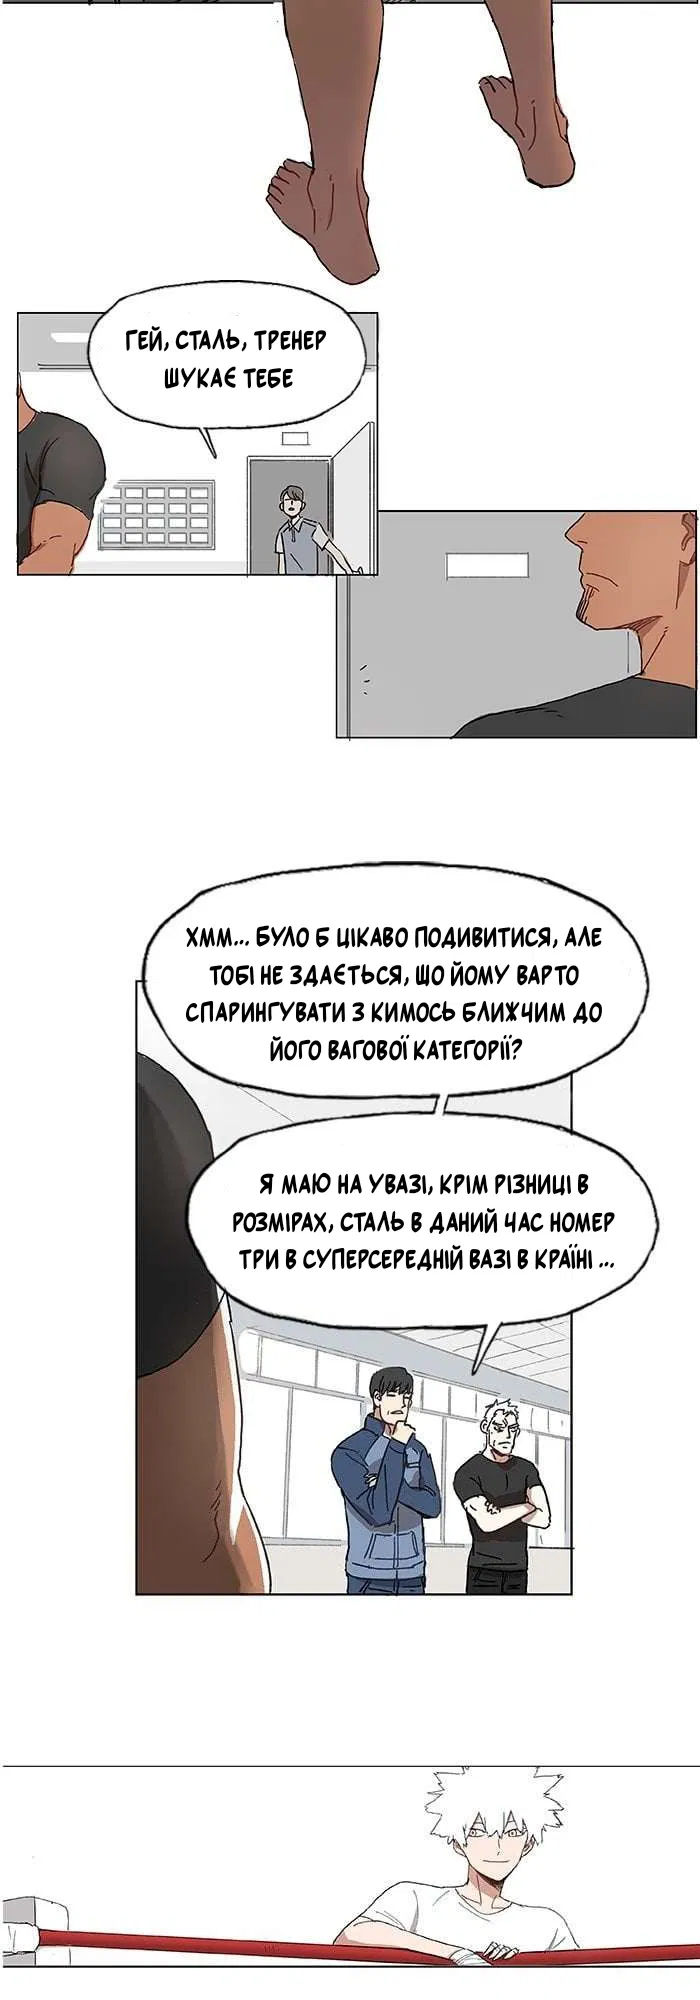 ГЕЙ, СТАЛЬ, ТРЕНЕР
ШУКАЄ ТЕБЕ
ХММ... БУЛО Б ЦІКАВО ПОДИВИТИСЯ, АЛЕ
ТОБІ НЕ ЗДАЄТЬСЯ, ЩО ЙОМУ ВАРТО
СПАРИНГУВАТИ З КИМОСЬ БЛИЖЧИМ ДО
ЙОГО ВАГОВОЇ КАТЕГОРІЇ?
Я МАЮ НА УВАЗІ, КРІМ РІЗНИЦІ В
РОЗМІРАХ, СТАЛЬ В ДАНИЙ ЧАС НОМЕР
ТРИ В СУПЕРСЕРЕДНІЙ ВАЗІ В КРАЇНІ ...